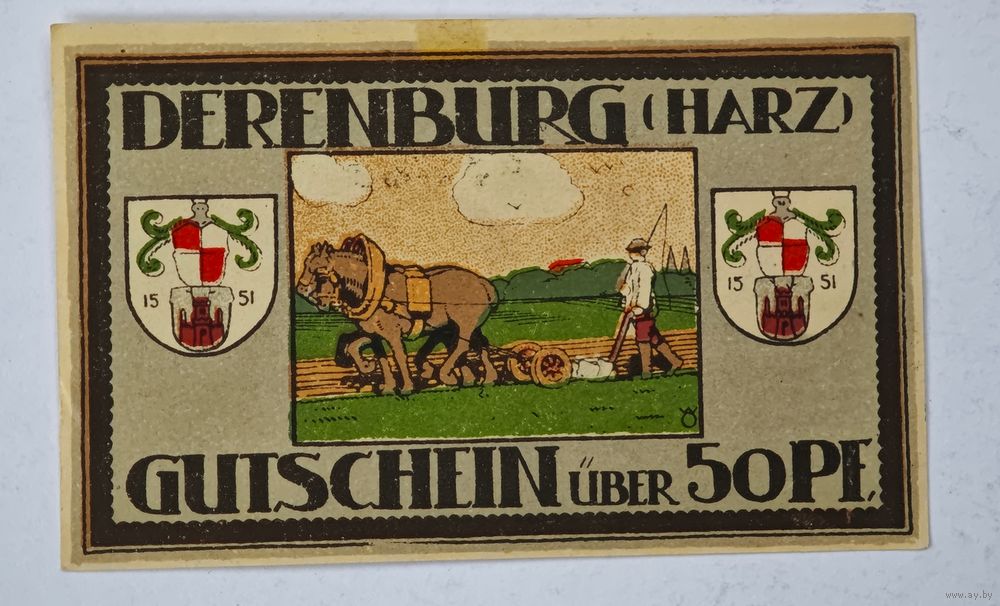 DERENBURG (HARZ)
15 51
15 51
GUTSCHEIN ÜBER 50 PF.
www.ay.by